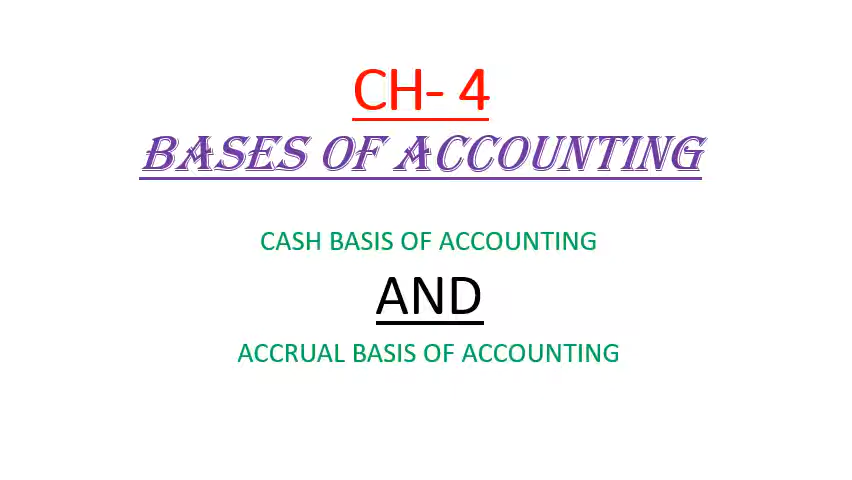 CH- 4
BASES OF ACCOUNTING
CASH BASIS OF ACCOUNTING
AND
ACCRUAL BASIS OF ACCOUNTING